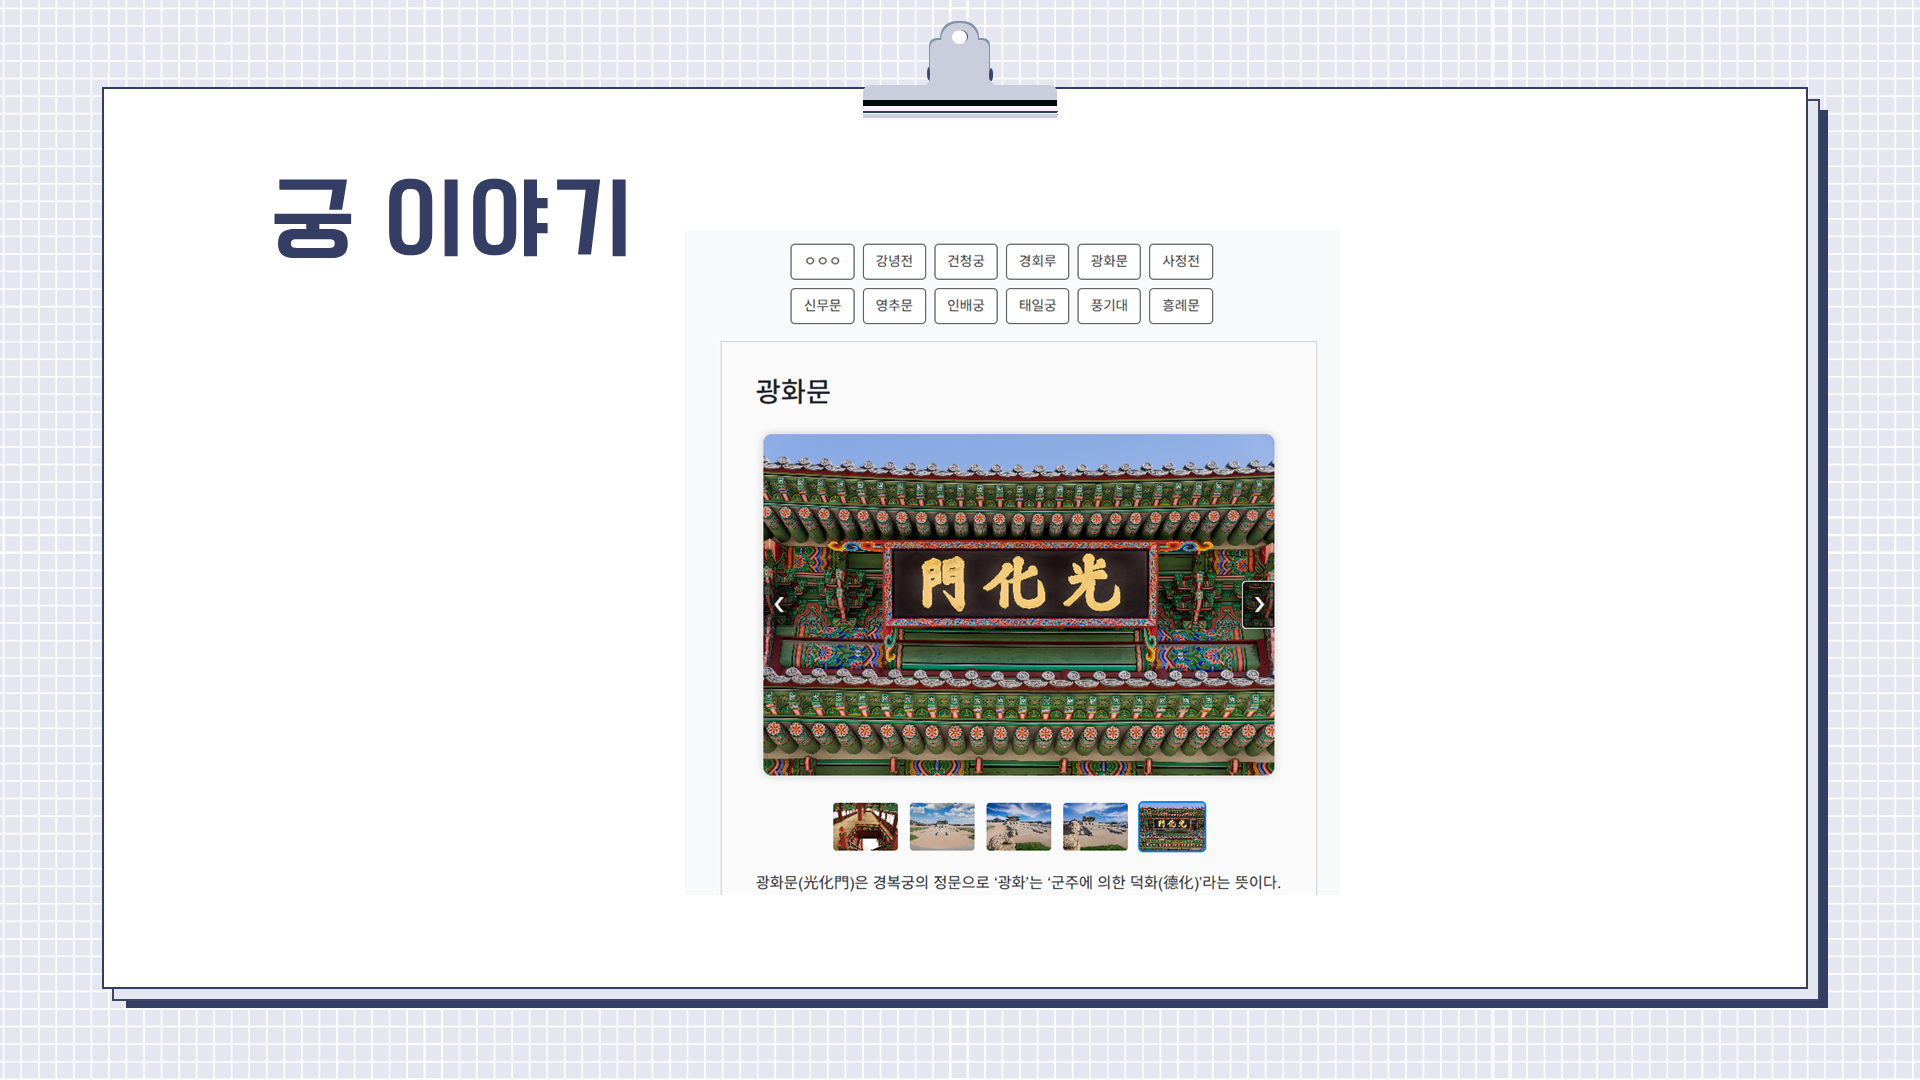 궁 이야기
ㅇㅇㅇ 강녕전 건청궁 경회루 광화문 사정전
신무문 영추문 인배궁 태일궁 풍기대 흥례문
광화문
門化光
광화문(光化門)은 경복궁의 정문으로 ‘광화’는 ‘군주에 의한 덕화(德化)’라는 뜻이다.